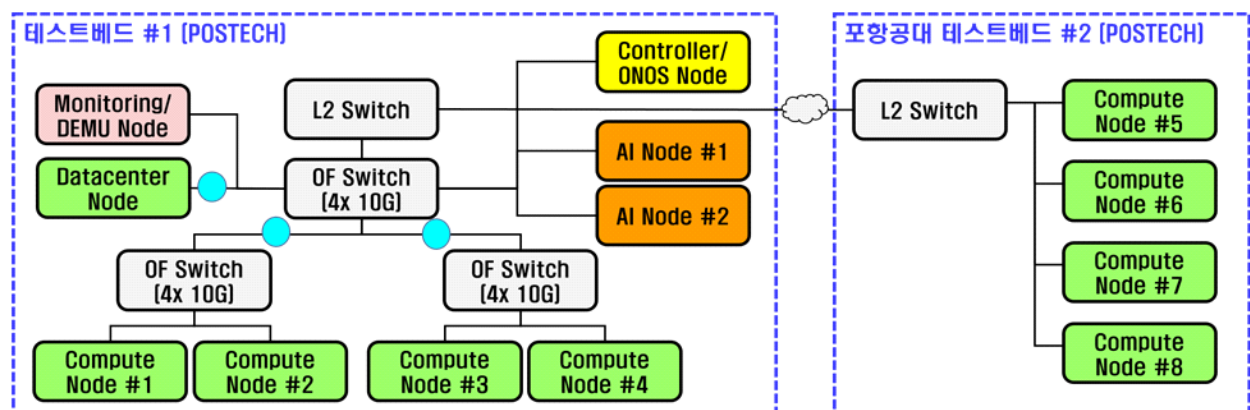 테스트베드 #1 (POSTECH)
포항공대 테스트베드 #2 (POSTECH)
Monitoring/
DEMU Node
L2 Switch
Controller/
ONOS Node
L2 Switch
Compute
Node #5
Datacenter
Node
OF Switch
(4x 10G)
AI Node #1
AI Node #2
Compute
Node #6
OF Switch
(4x 10G)
OF Switch
(4x 10G)
Compute
Node #7
Compute
Node #1
Compute
Node #2
Compute
Node #3
Compute
Node #4
Compute
Node #8